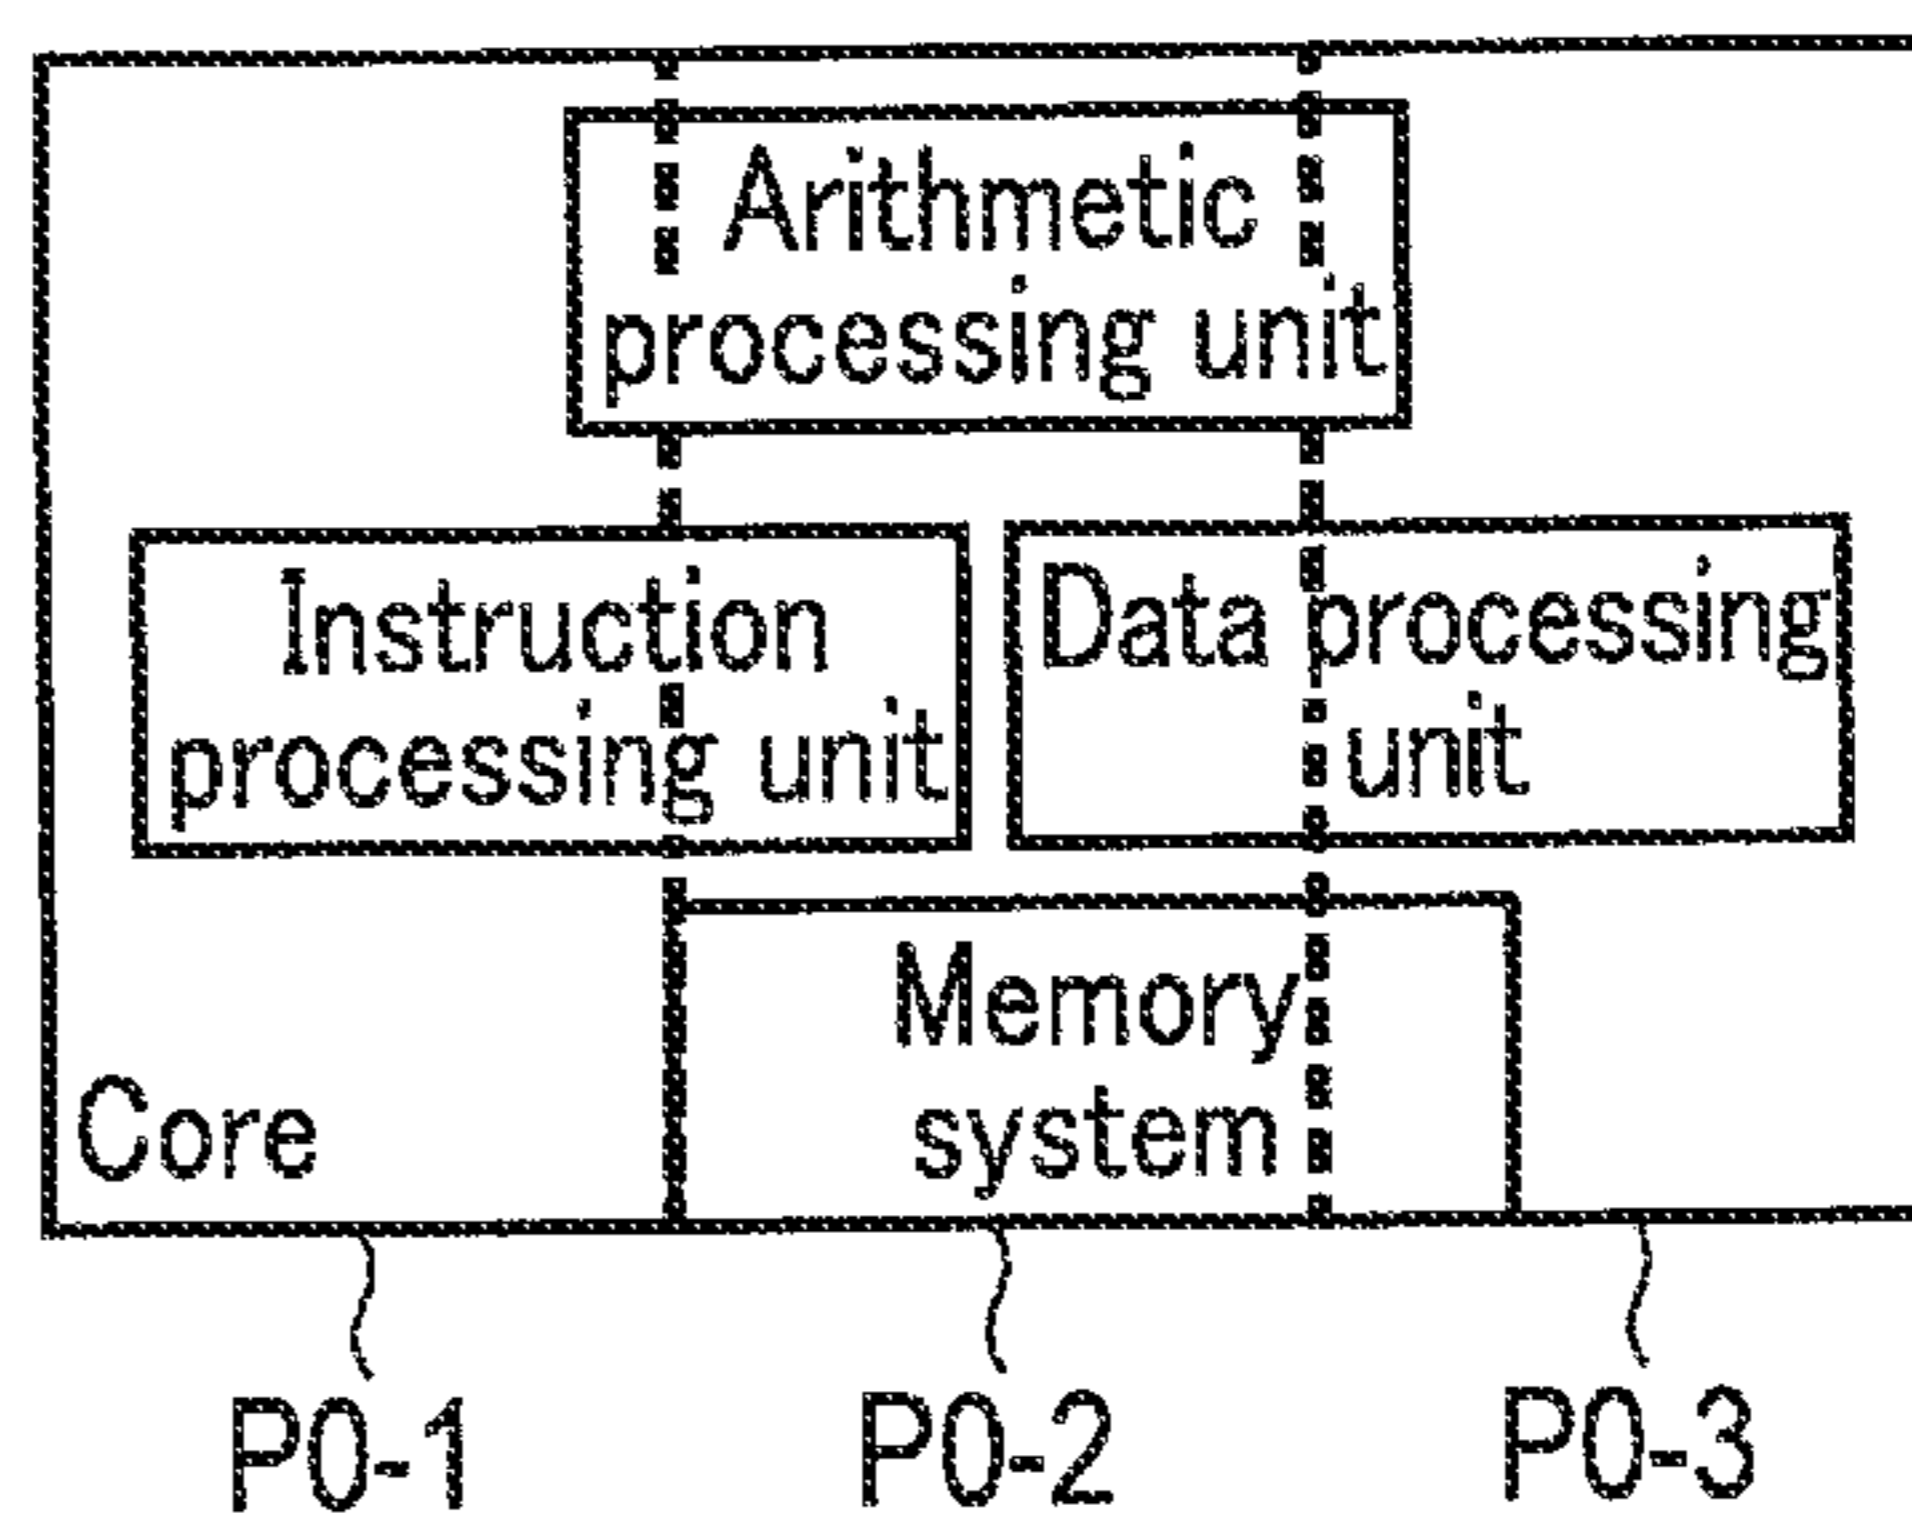 Arithmetic
processing unit
Instruction
processing unit
Data processing
unit
Memory
system
Core
P0-1
P0-2
P0-3